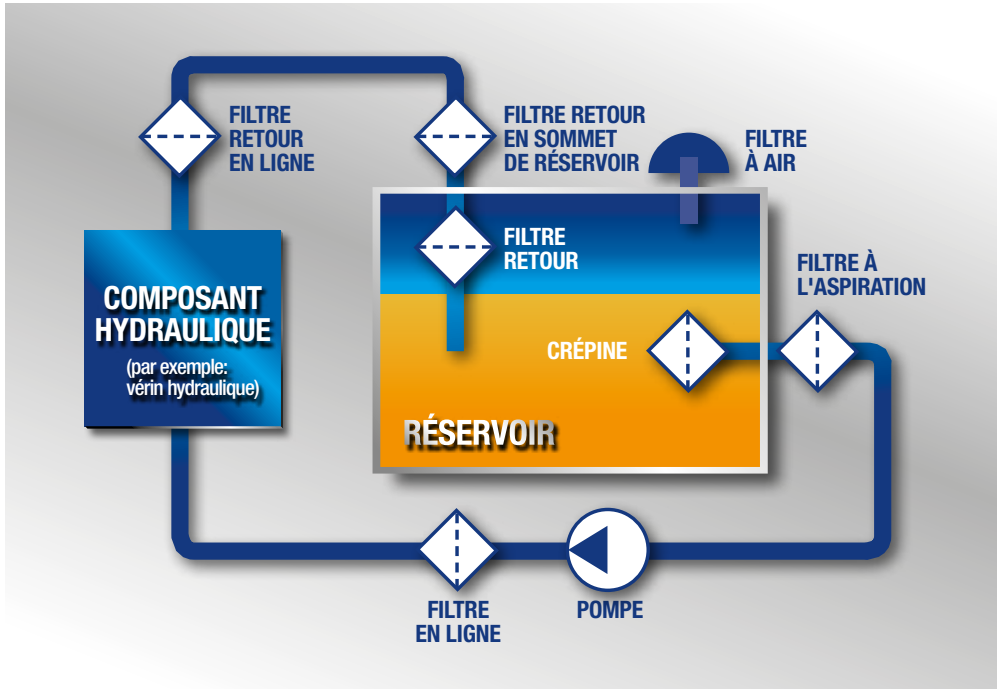 FILTRE
RETOUR
EN LIGNE
FILTRE RETOUR
EN SOMMET
DE RÉSERVOIR
FILTRE
À AIR
FILTRE
RETOUR
FILTRE À
L'ASPIRATION
COMPOSANT
HYDRAULIQUE
(par exemple:
vérin hydraulique)
CRÉPINE
RÉSERVOIR
FILTRE
EN LIGNE
POMPE